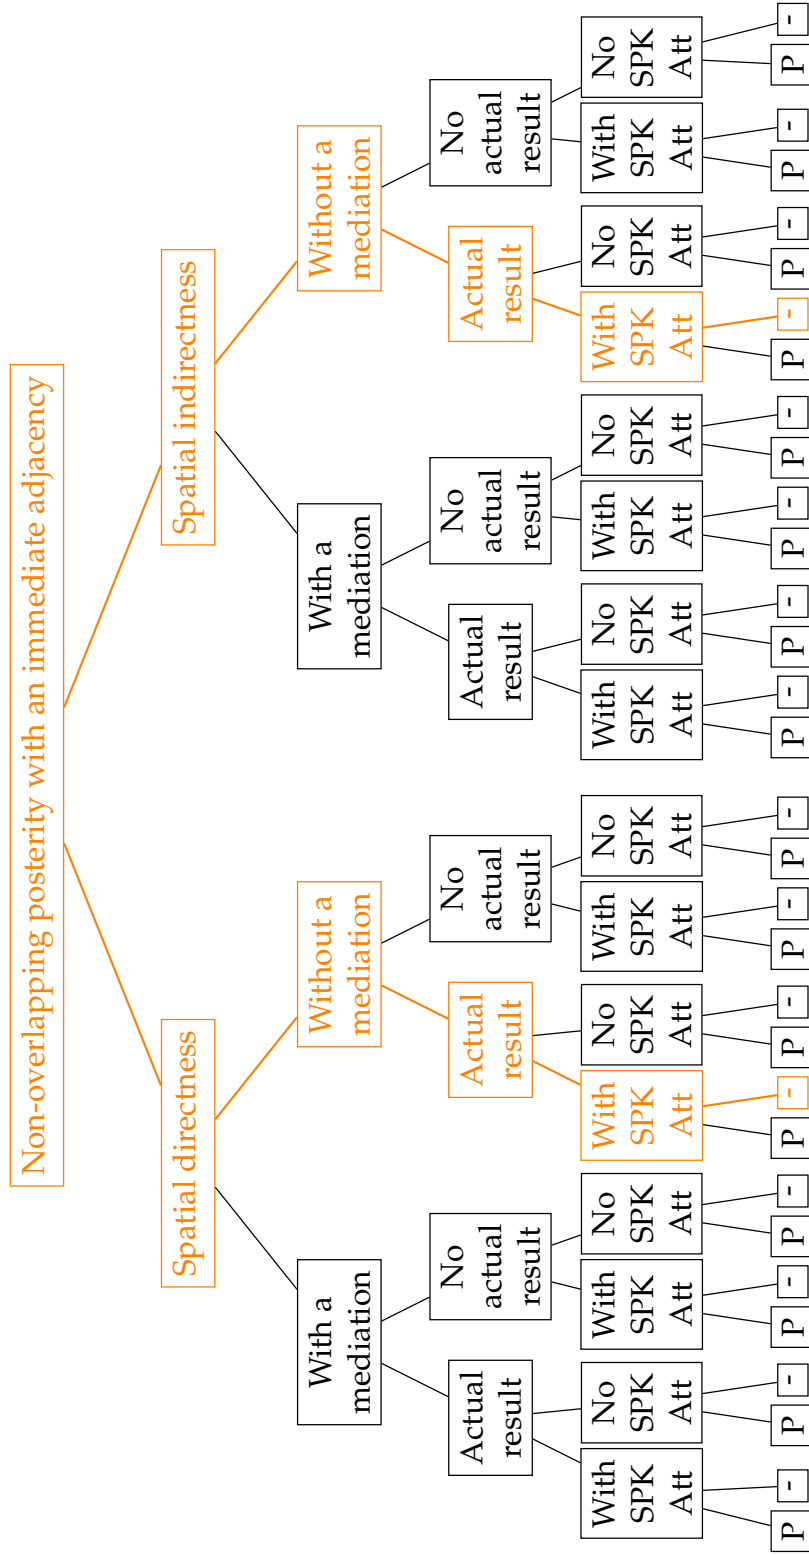 Non-overlapping posterity with an immediate adjacency
Spatial directness
Spatial indirectness
With a
mediation
Without a
mediation
With a
mediation
Without a
mediation
Actual
result
No
actual
result
Actual
result
No
actual
result
Actual
result
No
actual
result
Actual
result
No
actual
result
With
SPK
Att
No
SPK
Att
With
SPK
Att
No
SPK
Att
With
SPK
Att
No
SPK
Att
With
SPK
Att
No
SPK
Att
With
SPK
Att
No
SPK
Att
With
SPK
Att
No
SPK
Att
With
SPK
Att
No
SPK
Att
With
SPK
Att
No
SPK
Att
P
-
P
-
P
-
P
-
P
-
P
-
P
-
P
-
P
-
P
-
P
-
P
-
P
-
P
-
P
-
P
-